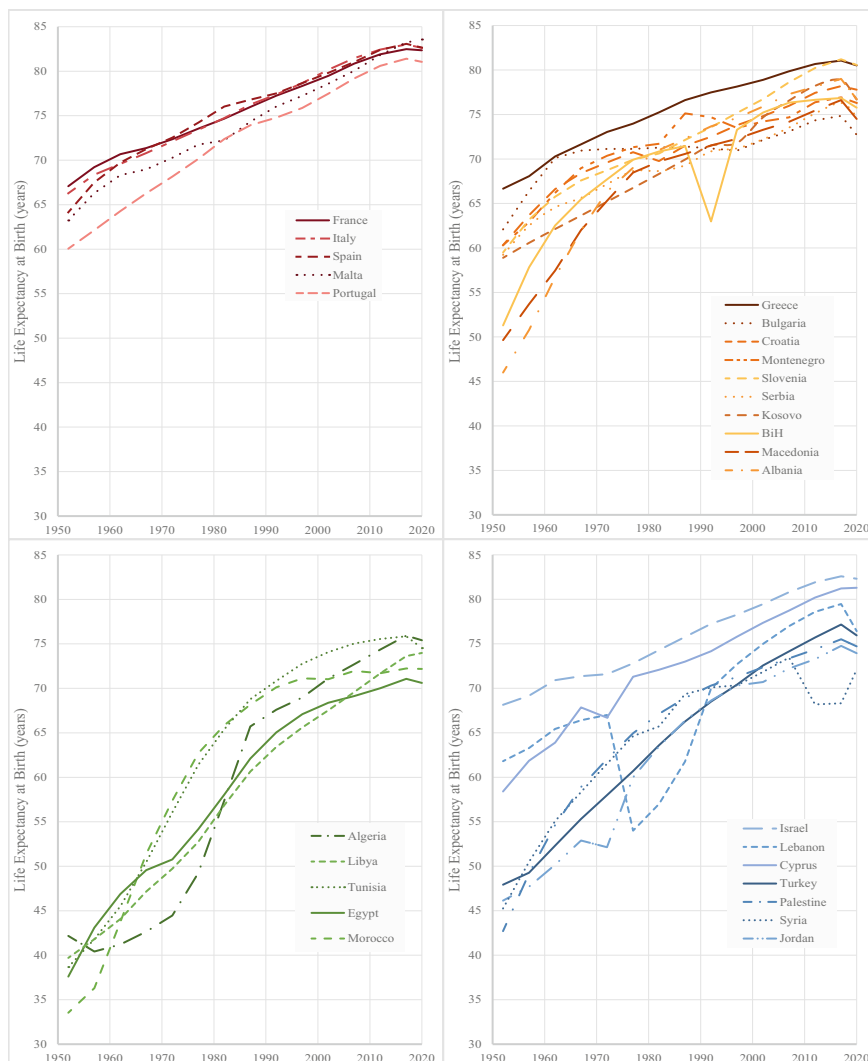 85
80
75
70
65
60
55
50
45
40
35
30
Life Expectancy at Birth (years)
France
Italy
Spain
Malta
Portugal
1950 1960 1970 1980 1990 2000 2010 2020
85
80
75
70
65
60
55
50
45
40
35
30
Life Expectancy at Birth (years)
Greece
Bulgaria
Croatia
Montenegro
Slovenia
Serbia
Kosovo
BiH
Macedonia
Albania
1950 1960 1970 1980 1990 2000 2010 2020
85
80
75
70
65
60
55
50
45
40
35
30
Life Expectancy at Birth (years)
Algeria
Libya
Tunisia
Egypt
Morocco
1950 1960 1970 1980 1990 2000 2010 2020
85
80
75
70
65
60
55
50
45
40
35
30
Life Expectancy at Birth (years)
Israel
Lebanon
Cyprus
Turkey
Palestine
Syria
Jordan
1950 1960 1970 1980 1990 2000 2010 2020